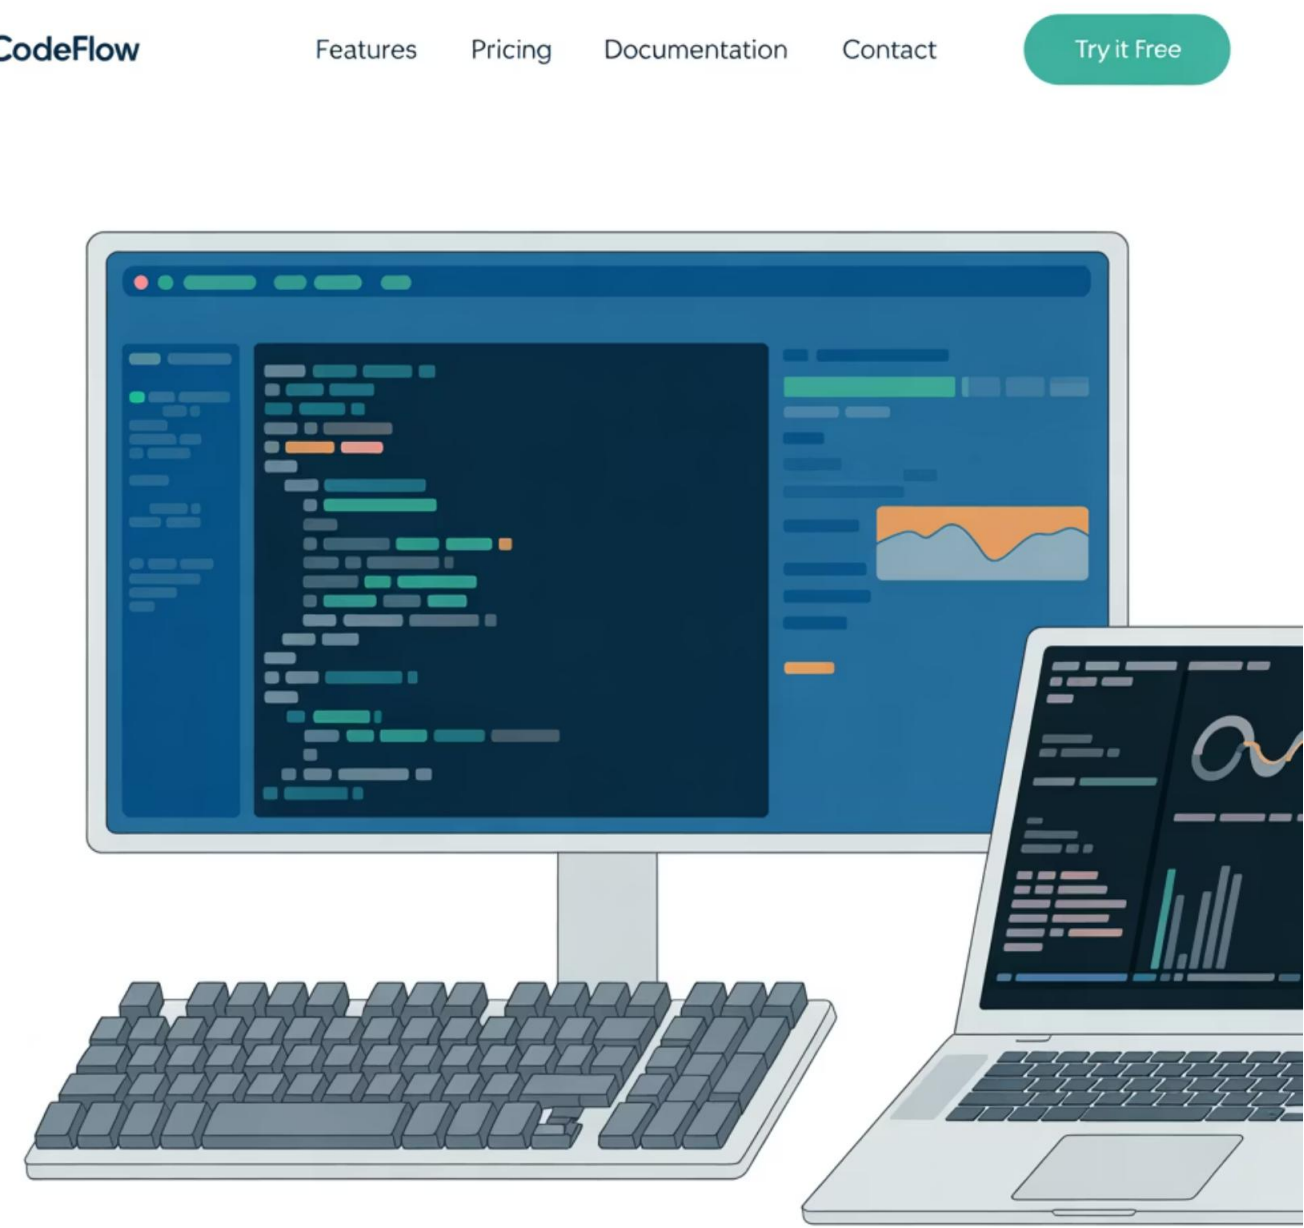 CodeFlow
Features
Pricing
Documentation
Contact
Try it Free